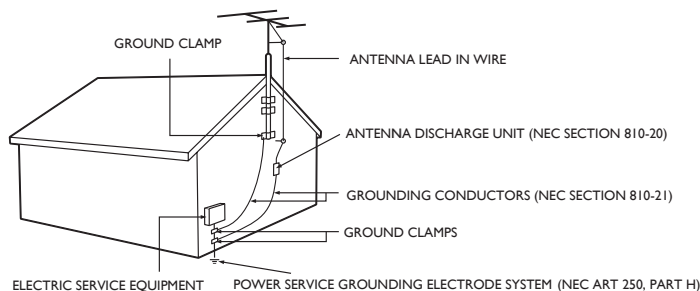 GROUND CLAMP
ANTENNA LEAD IN WIRE
ANTENNA DISCHARGE UNIT (NEC SECTION 810-20)
GROUNDING CONDUCTORS (NEC SECTION 810-21)
GROUND CLAMPS
ELECTRIC SERVICE EQUIPMENT
POWER SERVICE GROUNDING ELECTRODE SYSTEM (NEC ART 250, PART H)